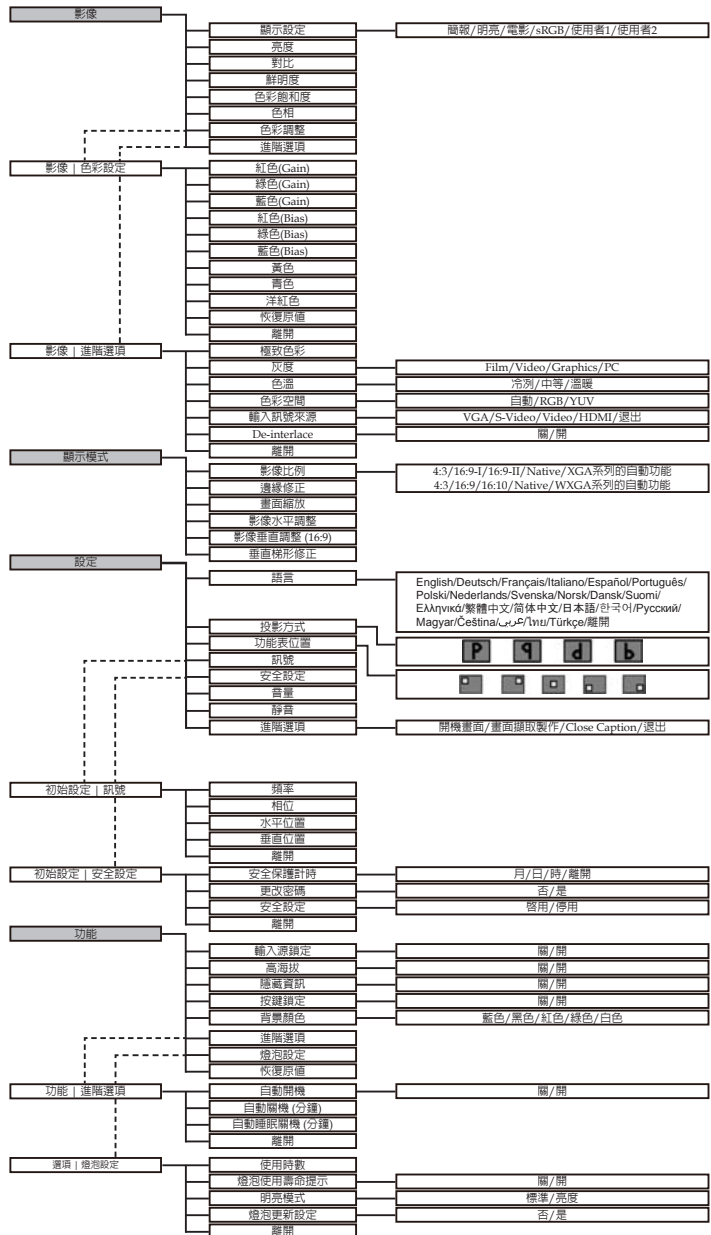 影像
顯示設定
簡報/明亮/電影/sRGB/使用者1/使用者2
亮度
對比
鮮明度
色彩飽和度
色相
色彩調整
進階選項
影像 | 色彩設定
紅色(Gain)
綠色(Gain)
藍色(Gain)
紅色(Bias)
綠色(Bias)
藍色(Bias)
黃色
青色
洋紅色
恢復原值
離開
影像 | 進階選項
極致色彩
灰度
Film/Video/Graphics/PC
色溫
冷冽/中等/溫暖
色彩空間
自動/RGB/YUV
輸入訊號來源
VGA/S-Video/Video/HDMI/退出
De-interlace
關/開
離開
顯示模式
影像比例
4:3/16:9-I/16:9-II/Native/XGA系列的自動功能
4:3/16:9/16:10/Native/WXGA系列的自動功能
邊緣修正
畫面縮放
影像水平調整
影像垂直調整 (16:9)
垂直梯形修正
設定
語言
English/Deutsch/Français/Italiano/Español/Português/
Polski/Nederlands/Svenska/Norsk/Dansk/Suomi/
Ελληνικά/繁體中文/简体中文/日本語/한국어/Русский/
Magyar/Čeština/عربي/ไทย/Türkçe/離開
投影方式
功能表位置
訊號
安全設定
音量
靜音
進階選項
開機畫面/畫面擷取製作/Close Caption/退出
初始設定 | 訊號
頻率
相位
水平位置
垂直位置
離開
初始設定 | 安全設定
安全保護計時
月/日/時/離開
更改密碼
否/是
安全設定
啓用/停用
離開
功能
輸入源鎖定
關/開
高海拔
關/開
隱藏資訊
關/開
按鍵鎖定
關/開
背景顏色
藍色/黑色/紅色/綠色/白色
進階選項
燈泡設定
恢復原值
功能 | 進階選項
自動開機
關/開
自動關機 (分鐘)
自動睡眠關機 (分鐘)
離開
選項 | 燈泡設定
使用時數
燈泡使用壽命提示
關/開
明亮模式
標準/亮度
燈泡更新設定
否/是
離開